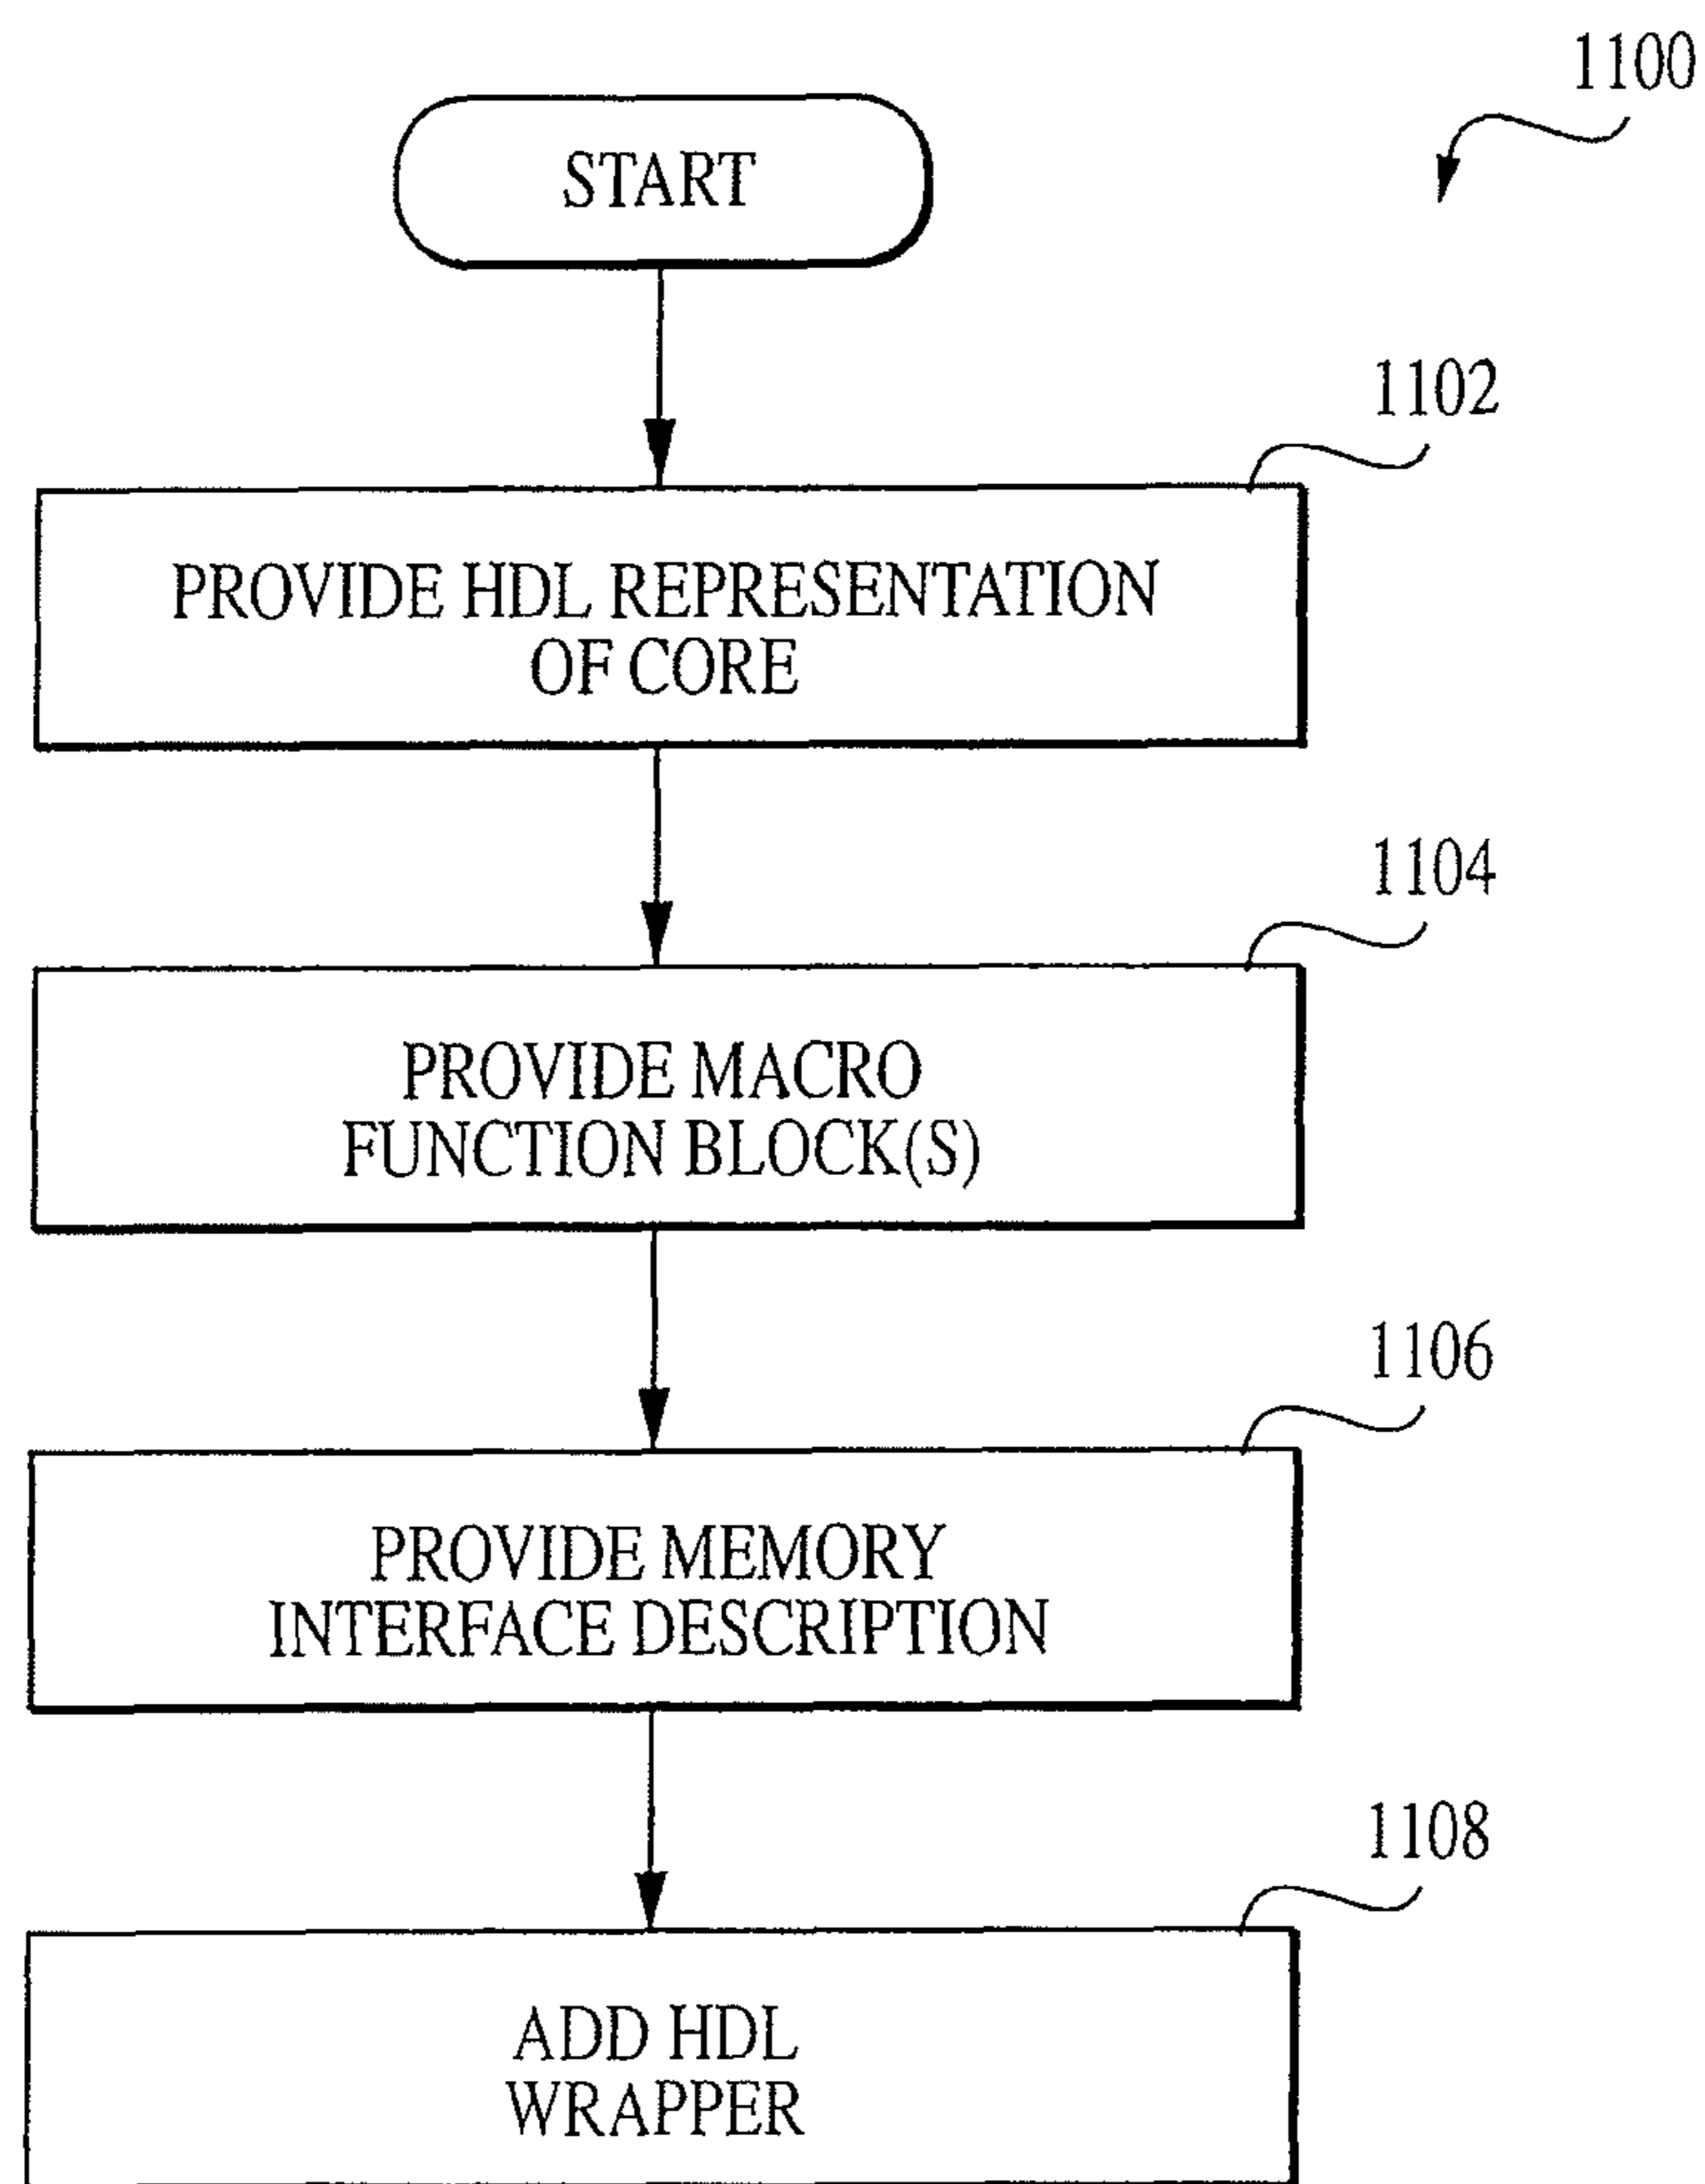 1100
START
1102
PROVIDE HDL REPRESENTATION
OF CORE
1104
PROVIDE MACRO
FUNCTION BLOCK(S)
1106
PROVIDE MEMORY
INTERFACE DESCRIPTION
1108
ADD HDL
WRAPPER